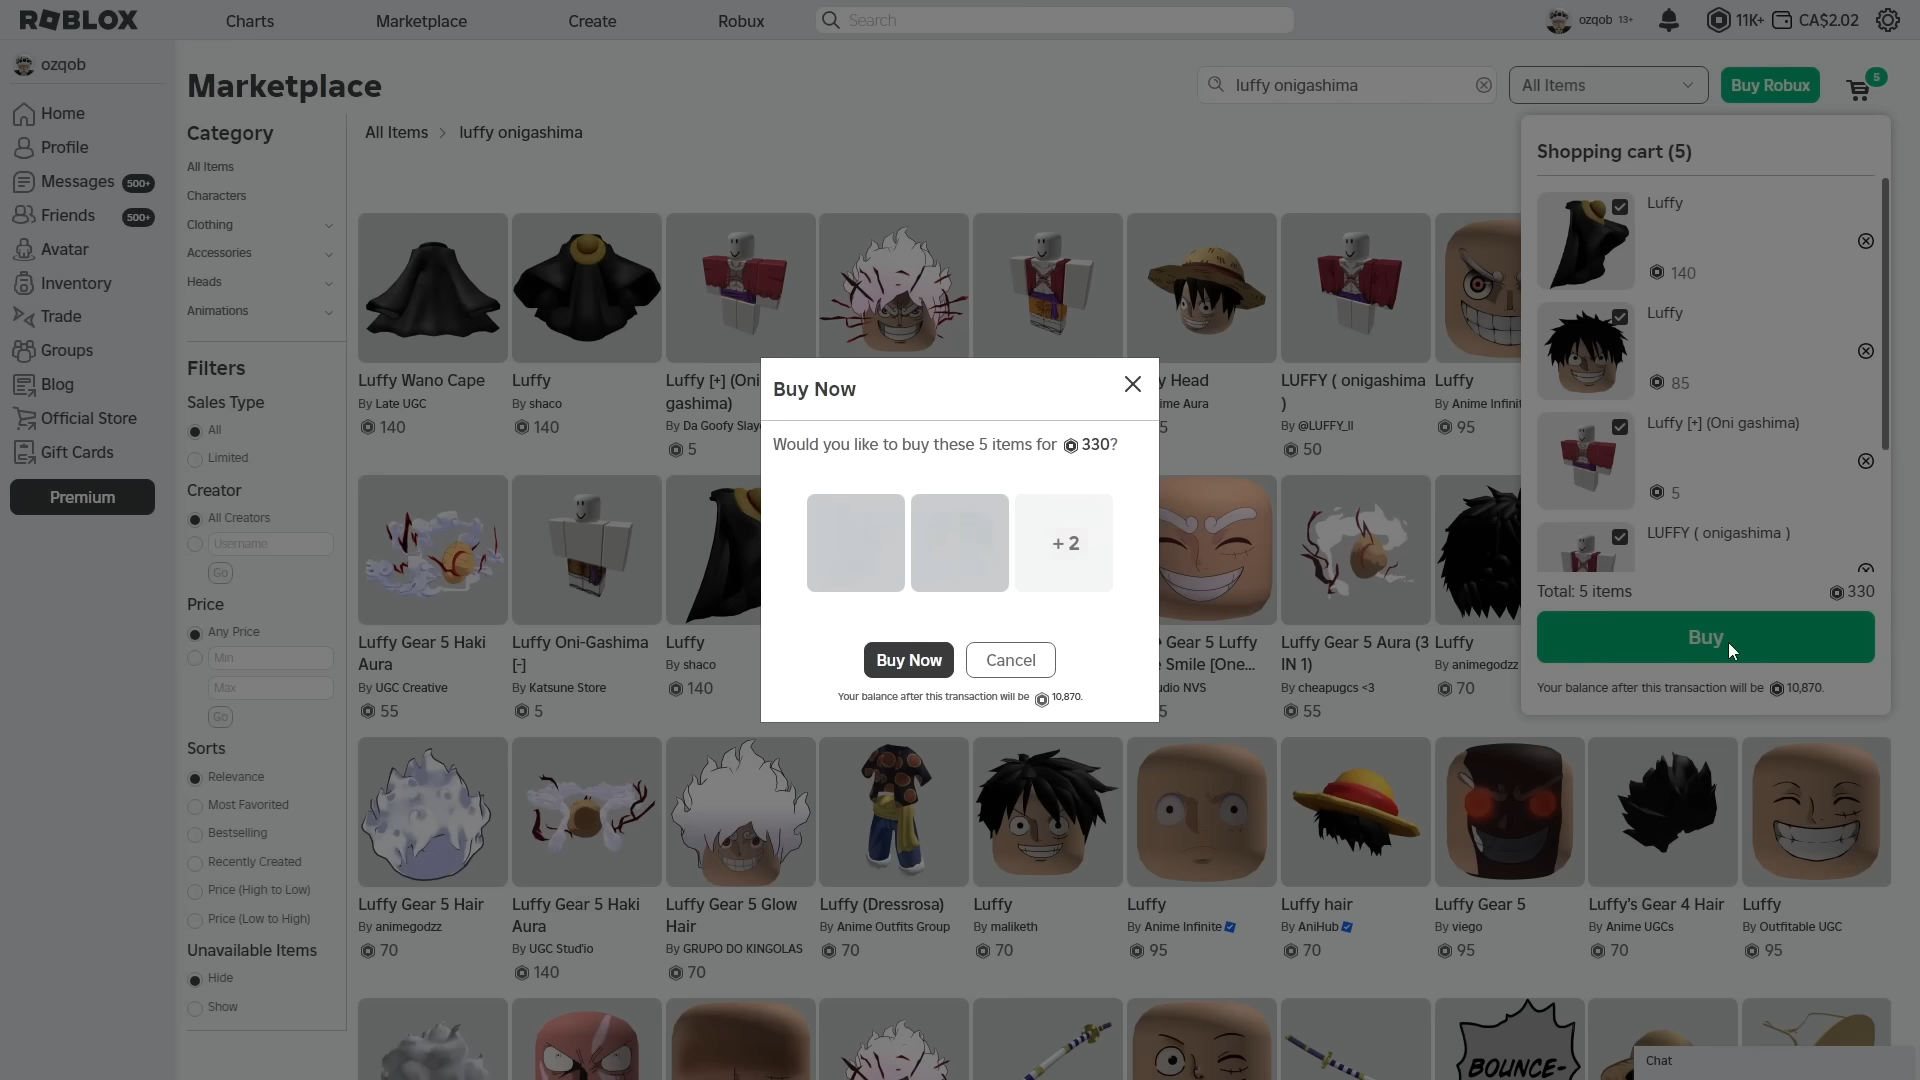 ROBLOX
Charts
Marketplace
Create
Robux
Search
ozqob 13+
11K+
CA$2.02
ozqob
Home
Profile
Messages 500+
Friends 500+
Avatar
Inventory
Trade
Groups
Blog
Official Store
Gift Cards
Premium
Marketplace
luffy onigashima
All Items
Buy Robux
5
Category
All Items
Characters
Clothing
Accessories
Heads
Animations
Filters
Sales Type
All
Limited
Creator
All Creators
Username
Go
Price
Any Price
Min
Max
Go
Sorts
Relevance
Most Favorited
Bestselling
Recently Created
Price (High to Low)
Price (Low to High)
Unavailable Items
Hide
Show
All Items > luffy onigashima
Luffy Wano Cape
By Late UGC
140
Luffy
By shaco
140
Luffy [+] (Oni
gashima)
By Da Goofy Slay
5
y Head
ime Aura
5
LUFFY ( onigashima
)
By @LUFFY_II
50
Luffy
By Anime Infinit
95
Luffy Gear 5 Haki
Aura
By UGC Creative
55
Luffy Oni-Gashima
[-]
By Katsune Store
5
Luffy
By shaco
140
Gear 5 Luffy
e Smile [One...
udio NVS
5
Luffy Gear 5 Aura (3
IN 1)
By cheapugcs <3
55
Luffy
By animegodzz
70
Luffy Gear 5 Hair
By animegodzz
70
Luffy Gear 5 Haki
Aura
By UGC Stud'io
140
Luffy Gear 5 Glow
Hair
By GRUPO DO KINGOLAS
70
Luffy (Dressrosa)
By Anime Outfits Group
70
Luffy
By maliketh
70
Luffy
By Anime Infinite
95
Luffy hair
By AniHub
70
Luffy Gear 5
By viego
95
Luffy's Gear 4 Hair
By Anime UGCs
70
Luffy
By Outfitable UGC
95
BOUNCE-
Buy Now
Would you like to buy these 5 items for 330?
+ 2
Buy Now
Cancel
Your balance after this transaction will be 10,870.
Shopping cart (5)
Luffy
140
Luffy
85
Luffy [+] (Oni gashima)
5
LUFFY ( onigashima )
Total: 5 items
330
Buy
Your balance after this transaction will be 10,870.
Chat